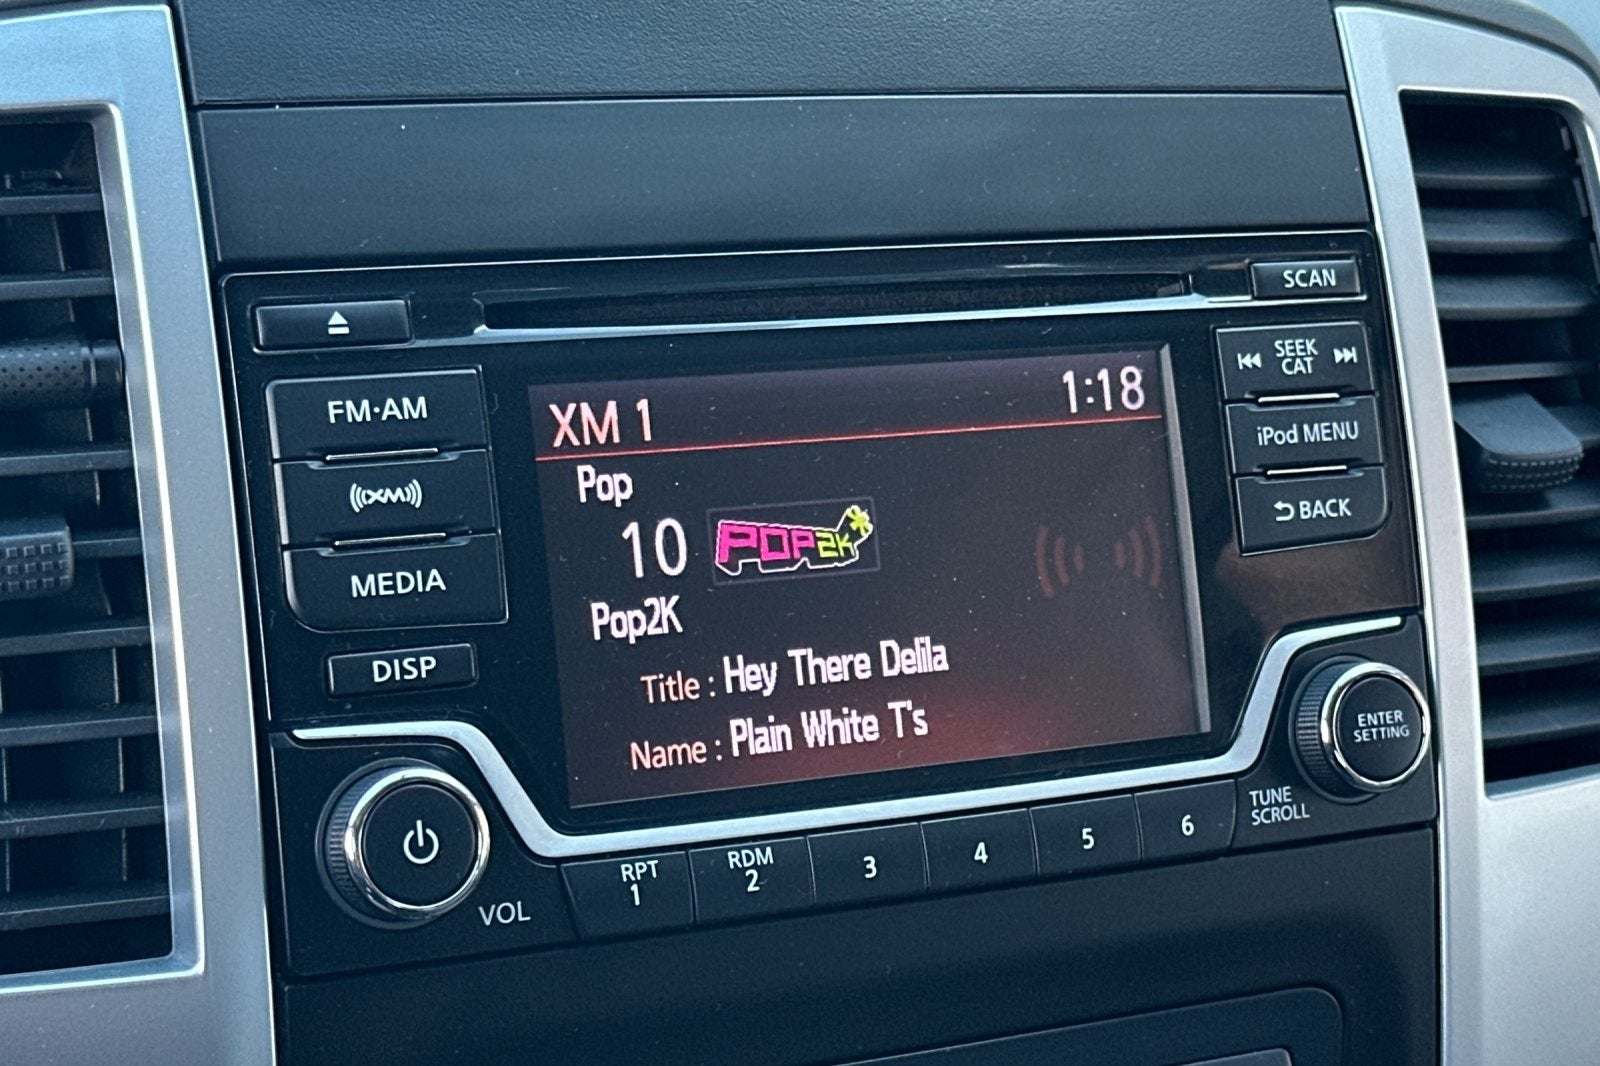 SCAN
FM·AM
XM
MEDIA
DISP
VOL
XM 1 1:18
Pop
10 POP2K
Pop2K
Title : Hey There Delila
Name : Plain White T's
SEEK
CAT
iPod MENU
BACK
ENTER
SETTING
TUNE
SCROLL
RPT
1
RDM
2
3
4
5
6